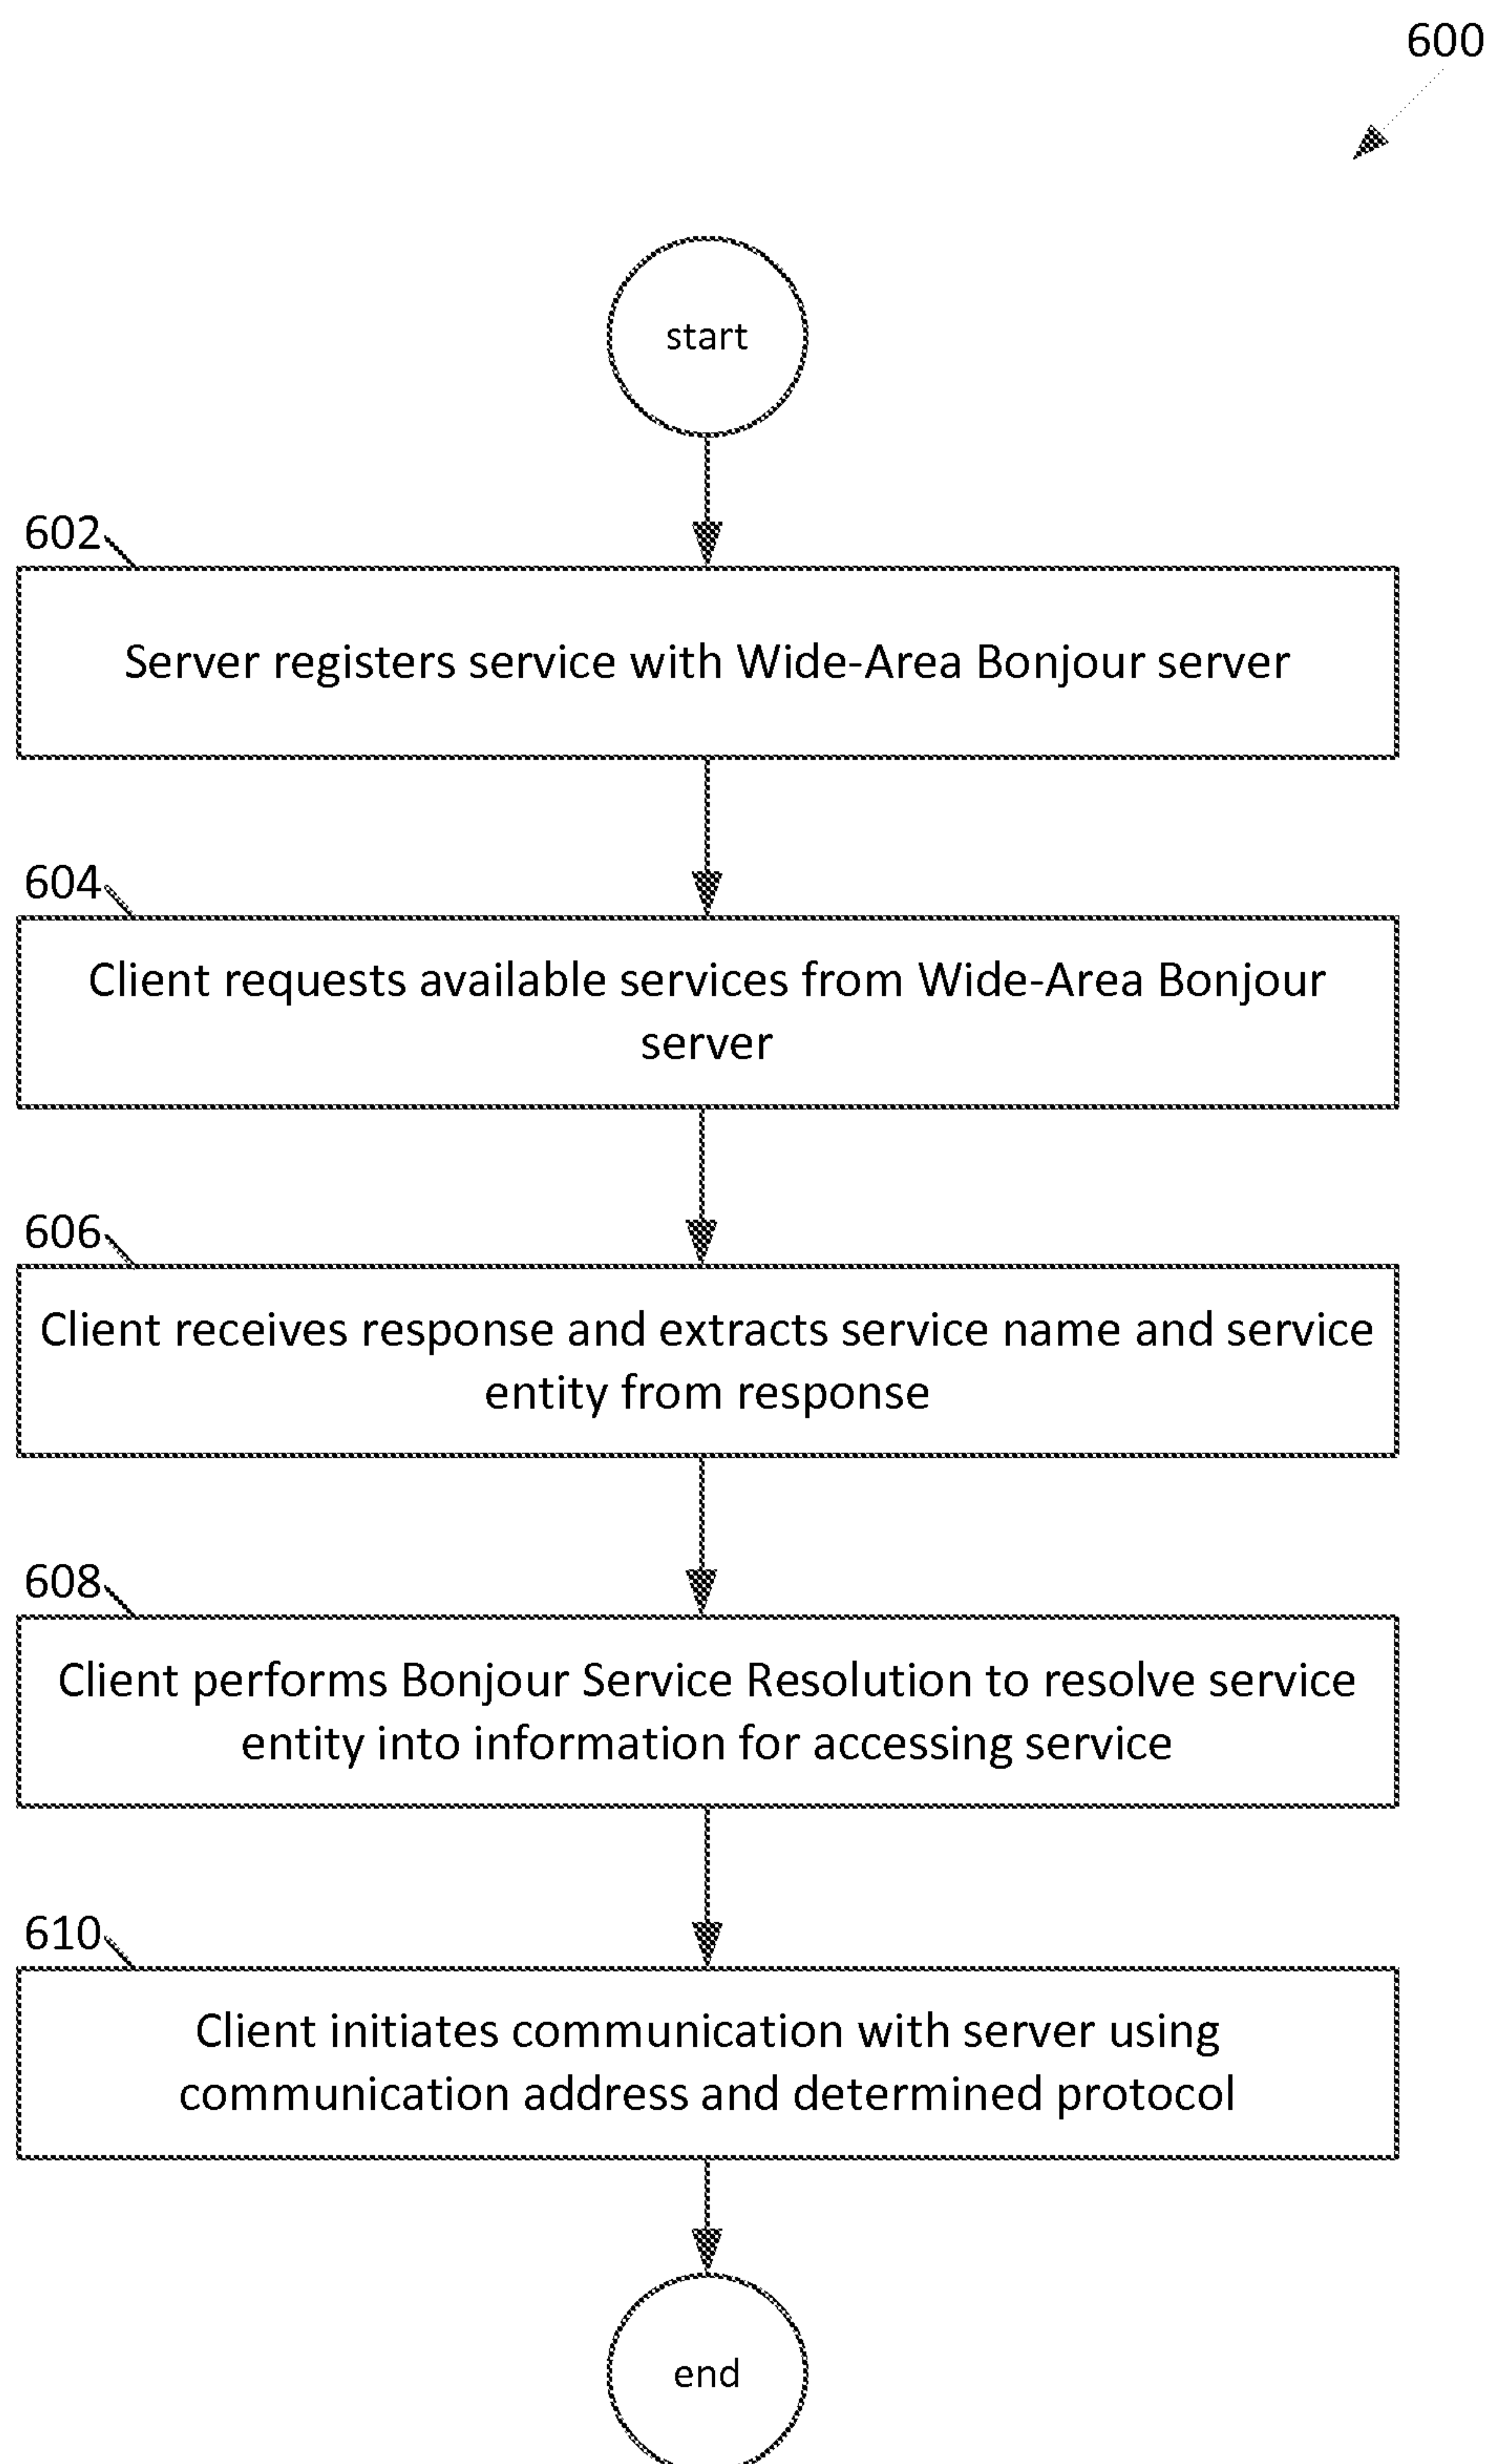 600
start
602
Server registers service with Wide-Area Bonjour server
604
Client requests available services from Wide-Area Bonjour
server
606
Client receives response and extracts service name and service
entity from response
608
Client performs Bonjour Service Resolution to resolve service
entity into information for accessing service
610
Client initiates communication with server using
communication address and determined protocol
end